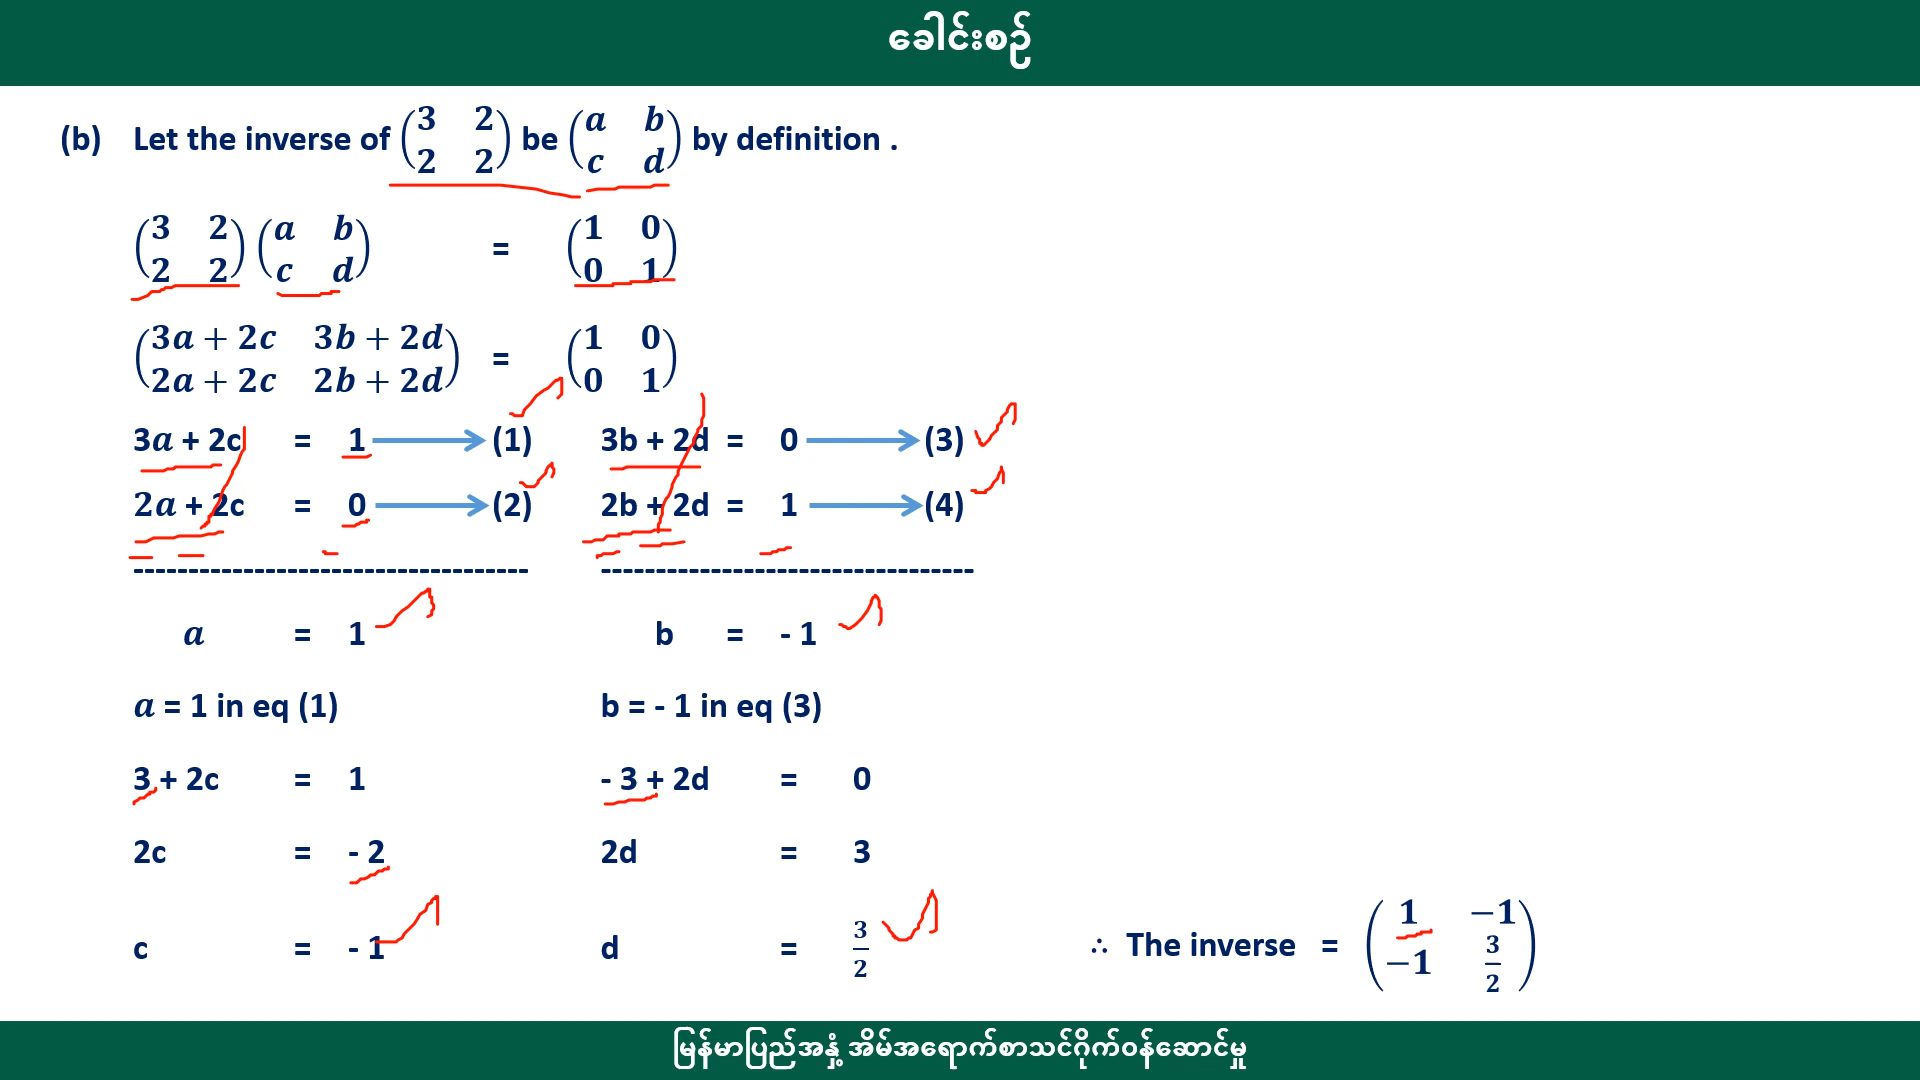 ခေါင်းစဉ်
(b) Let the inverse of (3 2 2 2) be (a b c d) by definition .
(3 2 2 2) (a b c d) = (1 0 0 1)
(3a + 2c 3b + 2d 2a + 2c 2b + 2d) = (1 0 0 1)
3a + 2c = 1 → (1) 3b + 2d = 0 → (3)
2a + 2c = 0 → (2) 2b + 2d = 1 → (4)
------------------------------------ ----------------------------------
a = 1 b = - 1
a = 1 in eq (1) b = - 1 in eq (3)
3 + 2c = 1 - 3 + 2d = 0
2c = - 2 2d = 3
c = - 1 d = 3/2 ∴ The inverse = (1 −1 −1 3/2)
မြန်မာပြည်အနှံ့ အိမ်အရောက်စာသင်ဂိုက်ဝန်ဆောင်မှု